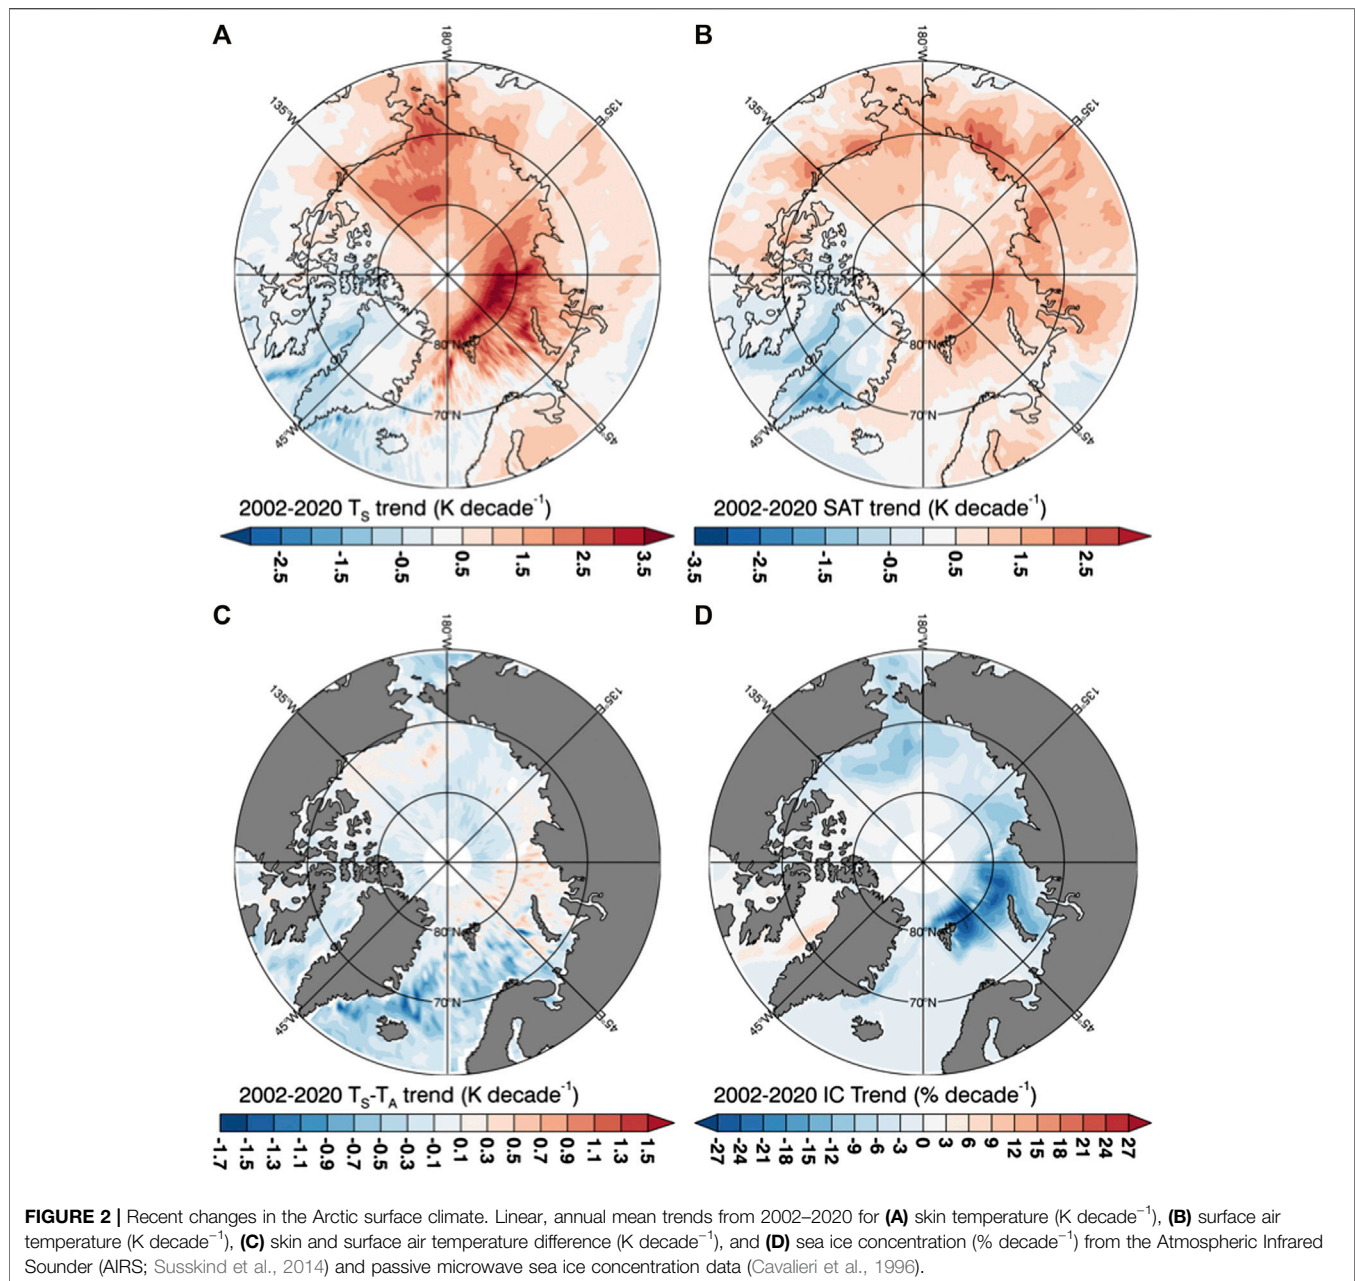 A
B
180°W
135°W
135°E
80°N
70°N
45°W
45°E
180°W
135°W
135°E
80°N
70°N
45°W
45°E
2002-2020 TS trend (K decade⁻¹)
-2.5 -1.5 -0.5 0.5 1.5 2.5 3.5
2002-2020 SAT trend (K decade⁻¹)
-3.5 -2.5 -1.5 -0.5 0.5 1.5 2.5
C
D
180°W
135°W
135°E
80°N
70°N
45°W
45°E
180°W
135°W
135°E
80°N
70°N
45°W
45°E
2002-2020 TS-TA trend (K decade⁻¹)
-1.7 -1.5 -1.3 -1.1 -0.9 -0.7 -0.5 -0.3 -0.1 0.1 0.3 0.5 0.7 0.9 1.1 1.3 1.5
2002-2020 IC Trend (% decade⁻¹)
-27 -24 -21 -18 -15 -12 -9 -6 -3 0 3 6 9 12 15 18 21 24 27
FIGURE 2 | Recent changes in the Arctic surface climate. Linear, annual mean trends from 2002–2020 for (A) skin temperature (K decade⁻¹), (B) surface air
temperature (K decade⁻¹), (C) skin and surface air temperature difference (K decade⁻¹), and (D) sea ice concentration (% decade⁻¹) from the Atmospheric Infrared
Sounder (AIRS; Susskind et al., 2014) and passive microwave sea ice concentration data (Cavalieri et al., 1996).